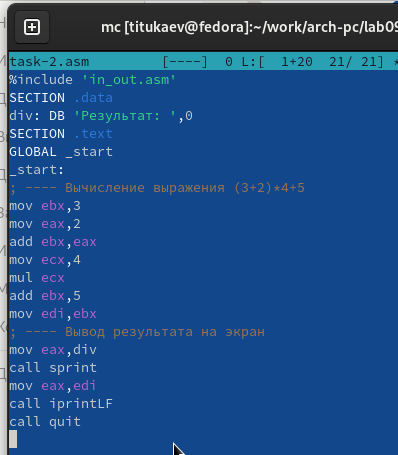 mc [titukaev@fedora]:~/work/arch-pc/lab09
task-2.asm [----] 0 L:[ 1+20 21/ 21]
%include 'in_out.asm'
SECTION .data
div: DB 'Результат: ',0
SECTION .text
GLOBAL _start
_start:
; ---- Вычисление выражения (3+2)*4+5
mov ebx,3
mov eax,2
add ebx,eax
mov ecx,4
mul ecx
add ebx,5
mov edi,ebx
; ---- Вывод результата на экран
mov eax,div
call sprint
mov eax,edi
call iprintLF
call quit